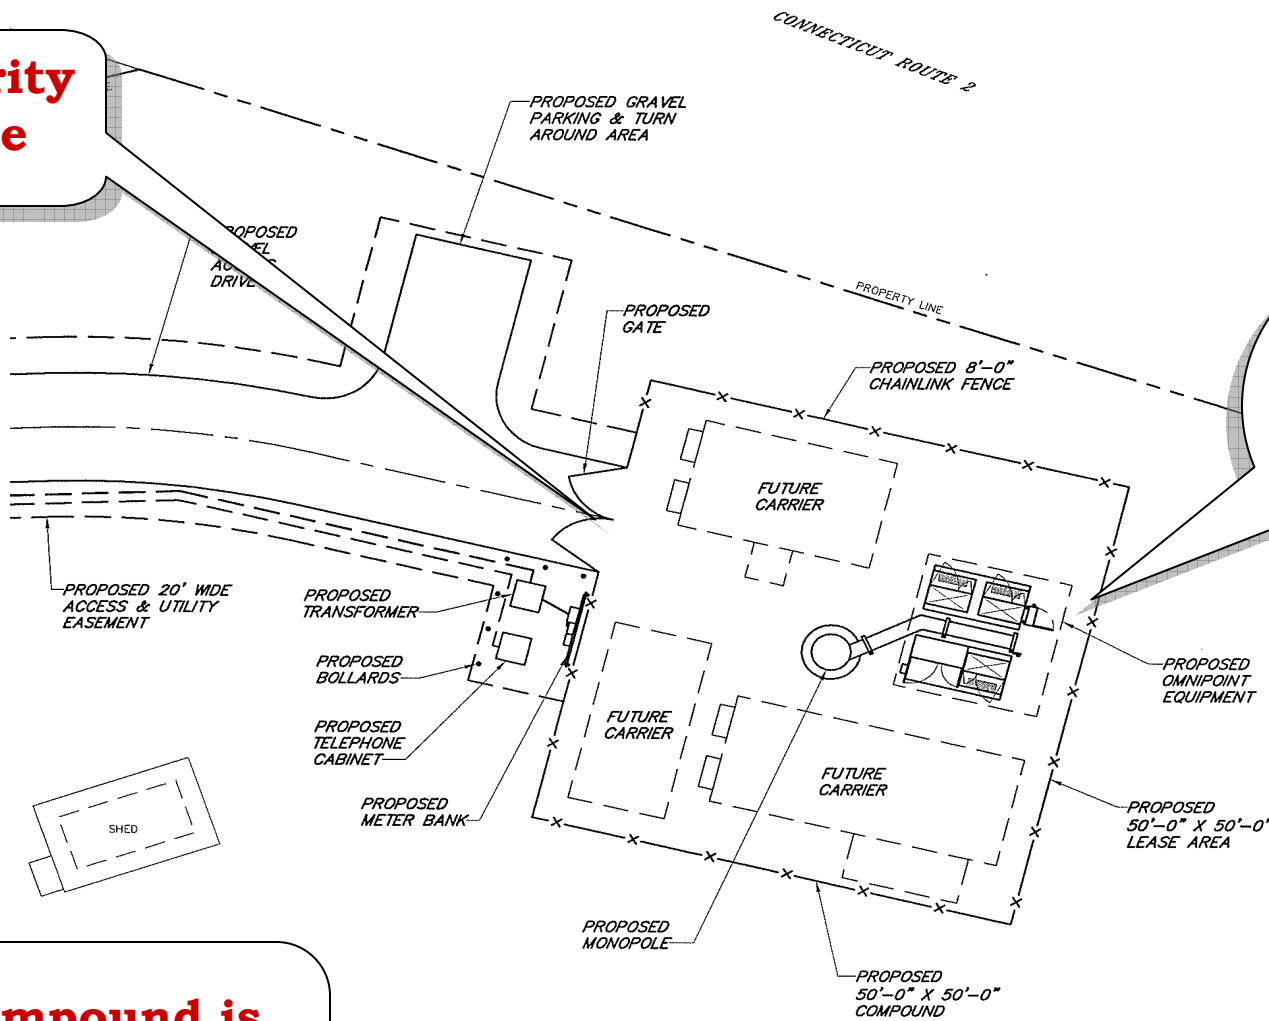 CONNECTICUT ROUTE 2
rity
e
PROPOSED GRAVEL
PARKING & TURN
AROUND AREA
DRIVE
PROPOSED
GATE
PROPERTY LINE
PROPOSED 8'-0"
CHAINLINK FENCE
FUTURE
CARRIER
PROPOSED 20' WIDE
ACCESS & UTILITY
EASEMENT
PROPOSED
TRANSFORMER
PROPOSED
BOLLARDS
PROPOSED
TELEPHONE
CABINET
PROPOSED
METER BANK
FUTURE
CARRIER
FUTURE
CARRIER
PROPOSED
OMNIPOINT
EQUIPMENT
PROPOSED
50'-0" X 50'-0"
LEASE AREA
SHED
PROPOSED
MONOPOLE
PROPOSED
50'-0" X 50'-0"
COMPOUND
mpound is